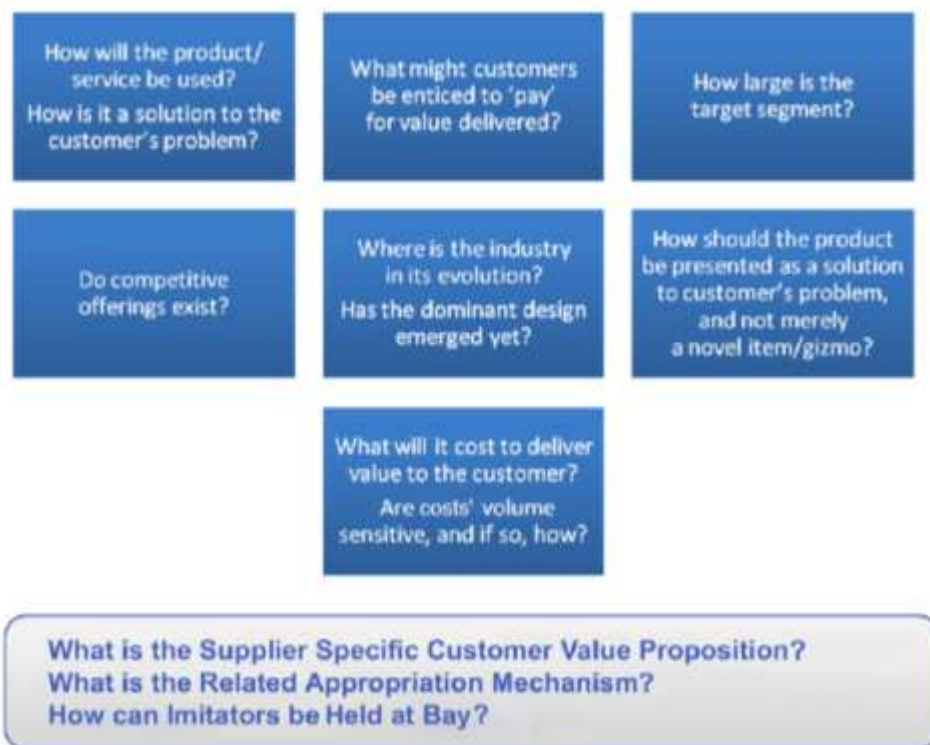 How will the product/
service be used?
How is it a solution to the
customer's problem?
What might customers
be enticed to 'pay'
for value delivered?
How large is the
target segment?
Do competitive
offerings exist?
Where is the industry
in its evolution?
Has the dominant design
emerged yet?
How should the product
be presented as a solution
to customer's problem,
and not merely
a novel item/gizmo?
What will it cost to deliver
value to the customer?
Are costs' volume
sensitive, and if so, how?
What is the Supplier Specific Customer Value Proposition?
What is the Related Appropriation Mechanism?
How can Imitators be Held at Bay?